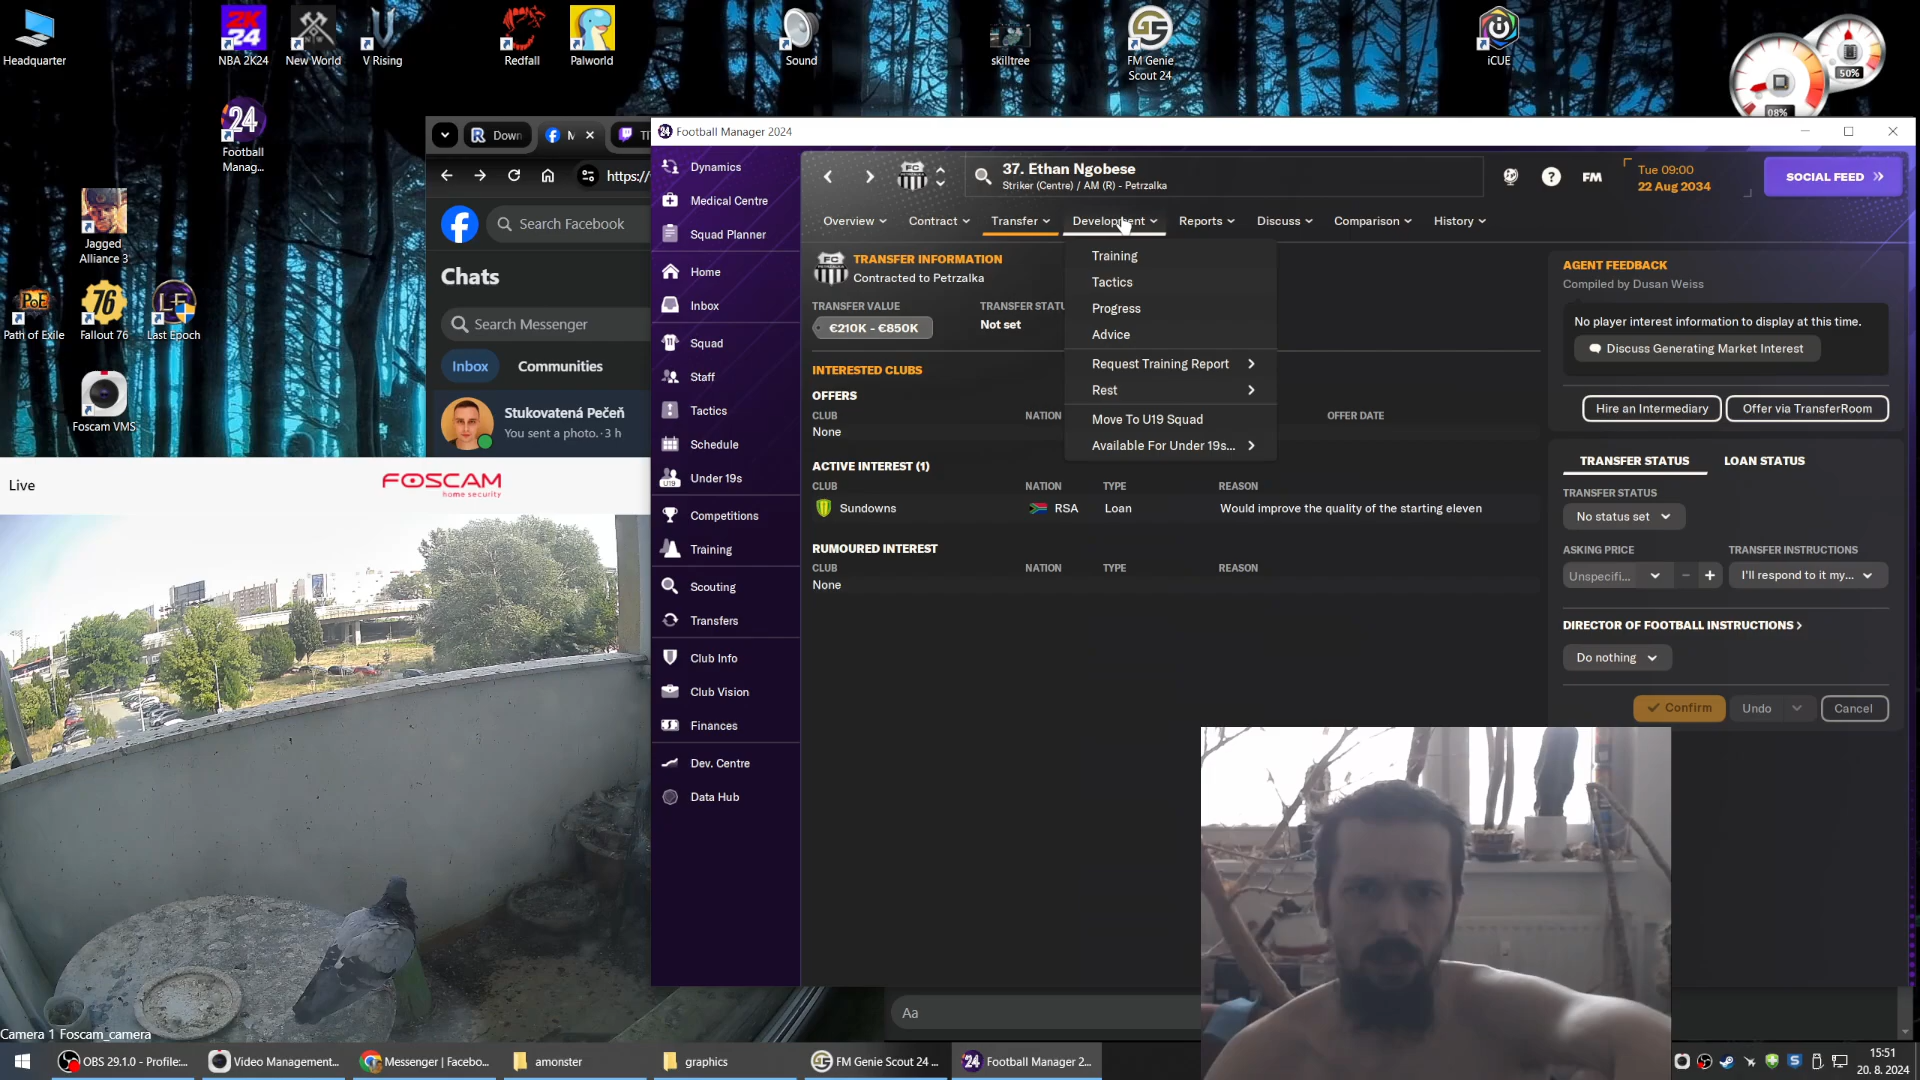 Headquarter
NBA 2K24
New World
V Rising
Redfall
Palworld
Sound
skilltree
FM Genie
Scout 24
iCUE
50%
08%
Football
Manag...
Jagged
Alliance 3
Path of Exile
Fallout 76
Last Epoch
Foscam VMS
Down
https://
Search Facebook
Chats
Search Messenger
Inbox
Communities
Stukovatená Pečeň
You sent a photo. · 3 h
Live
FOSCAM
home security
Camera 1 Foscam_camera
Football Manager 2024
Dynamics
Medical Centre
Squad Planner
Home
Inbox
Squad
Staff
Tactics
Schedule
Under 19s
Competitions
Training
Scouting
Transfers
Club Info
Club Vision
Finances
Dev. Centre
Data Hub
37. Ethan Ngobese
Striker (Centre) / AM (R) - Petrzalka
FM
Tue 09:00
22 Aug 2034
SOCIAL FEED
Overview
Contract
Transfer
Development
Reports
Discuss
Comparison
History
TRANSFER INFORMATION
Contracted to Petrzalka
TRANSFER VALUE
TRANSFER STATU
€210K - €850K
Not set
Training
Tactics
Progress
Advice
Request Training Report
Rest
Move To U19 Squad
Available For Under 19s...
INTERESTED CLUBS
OFFERS
CLUB
NATION
OFFER DATE
None
ACTIVE INTEREST (1)
CLUB
NATION
TYPE
REASON
Sundowns
RSA
Loan
Would improve the quality of the starting eleven
RUMOURED INTEREST
CLUB
NATION
TYPE
REASON
None
AGENT FEEDBACK
Compiled by Dusan Weiss
No player interest information to display at this time.
Discuss Generating Market Interest
Hire an Intermediary
Offer via TransferRoom
TRANSFER STATUS
LOAN STATUS
TRANSFER STATUS
No status set
ASKING PRICE
TRANSFER INSTRUCTIONS
Unspecifi...
I'll respond to it my...
DIRECTOR OF FOOTBALL INSTRUCTIONS >
Do nothing
Confirm
Undo
Cancel
Aa
OBS 29.1.0 - Profile:...
Video Management...
Messenger | Facebo...
amonster
graphics
FM Genie Scout 24 ...
Football Manager 2...
15:51
20. 8. 2024